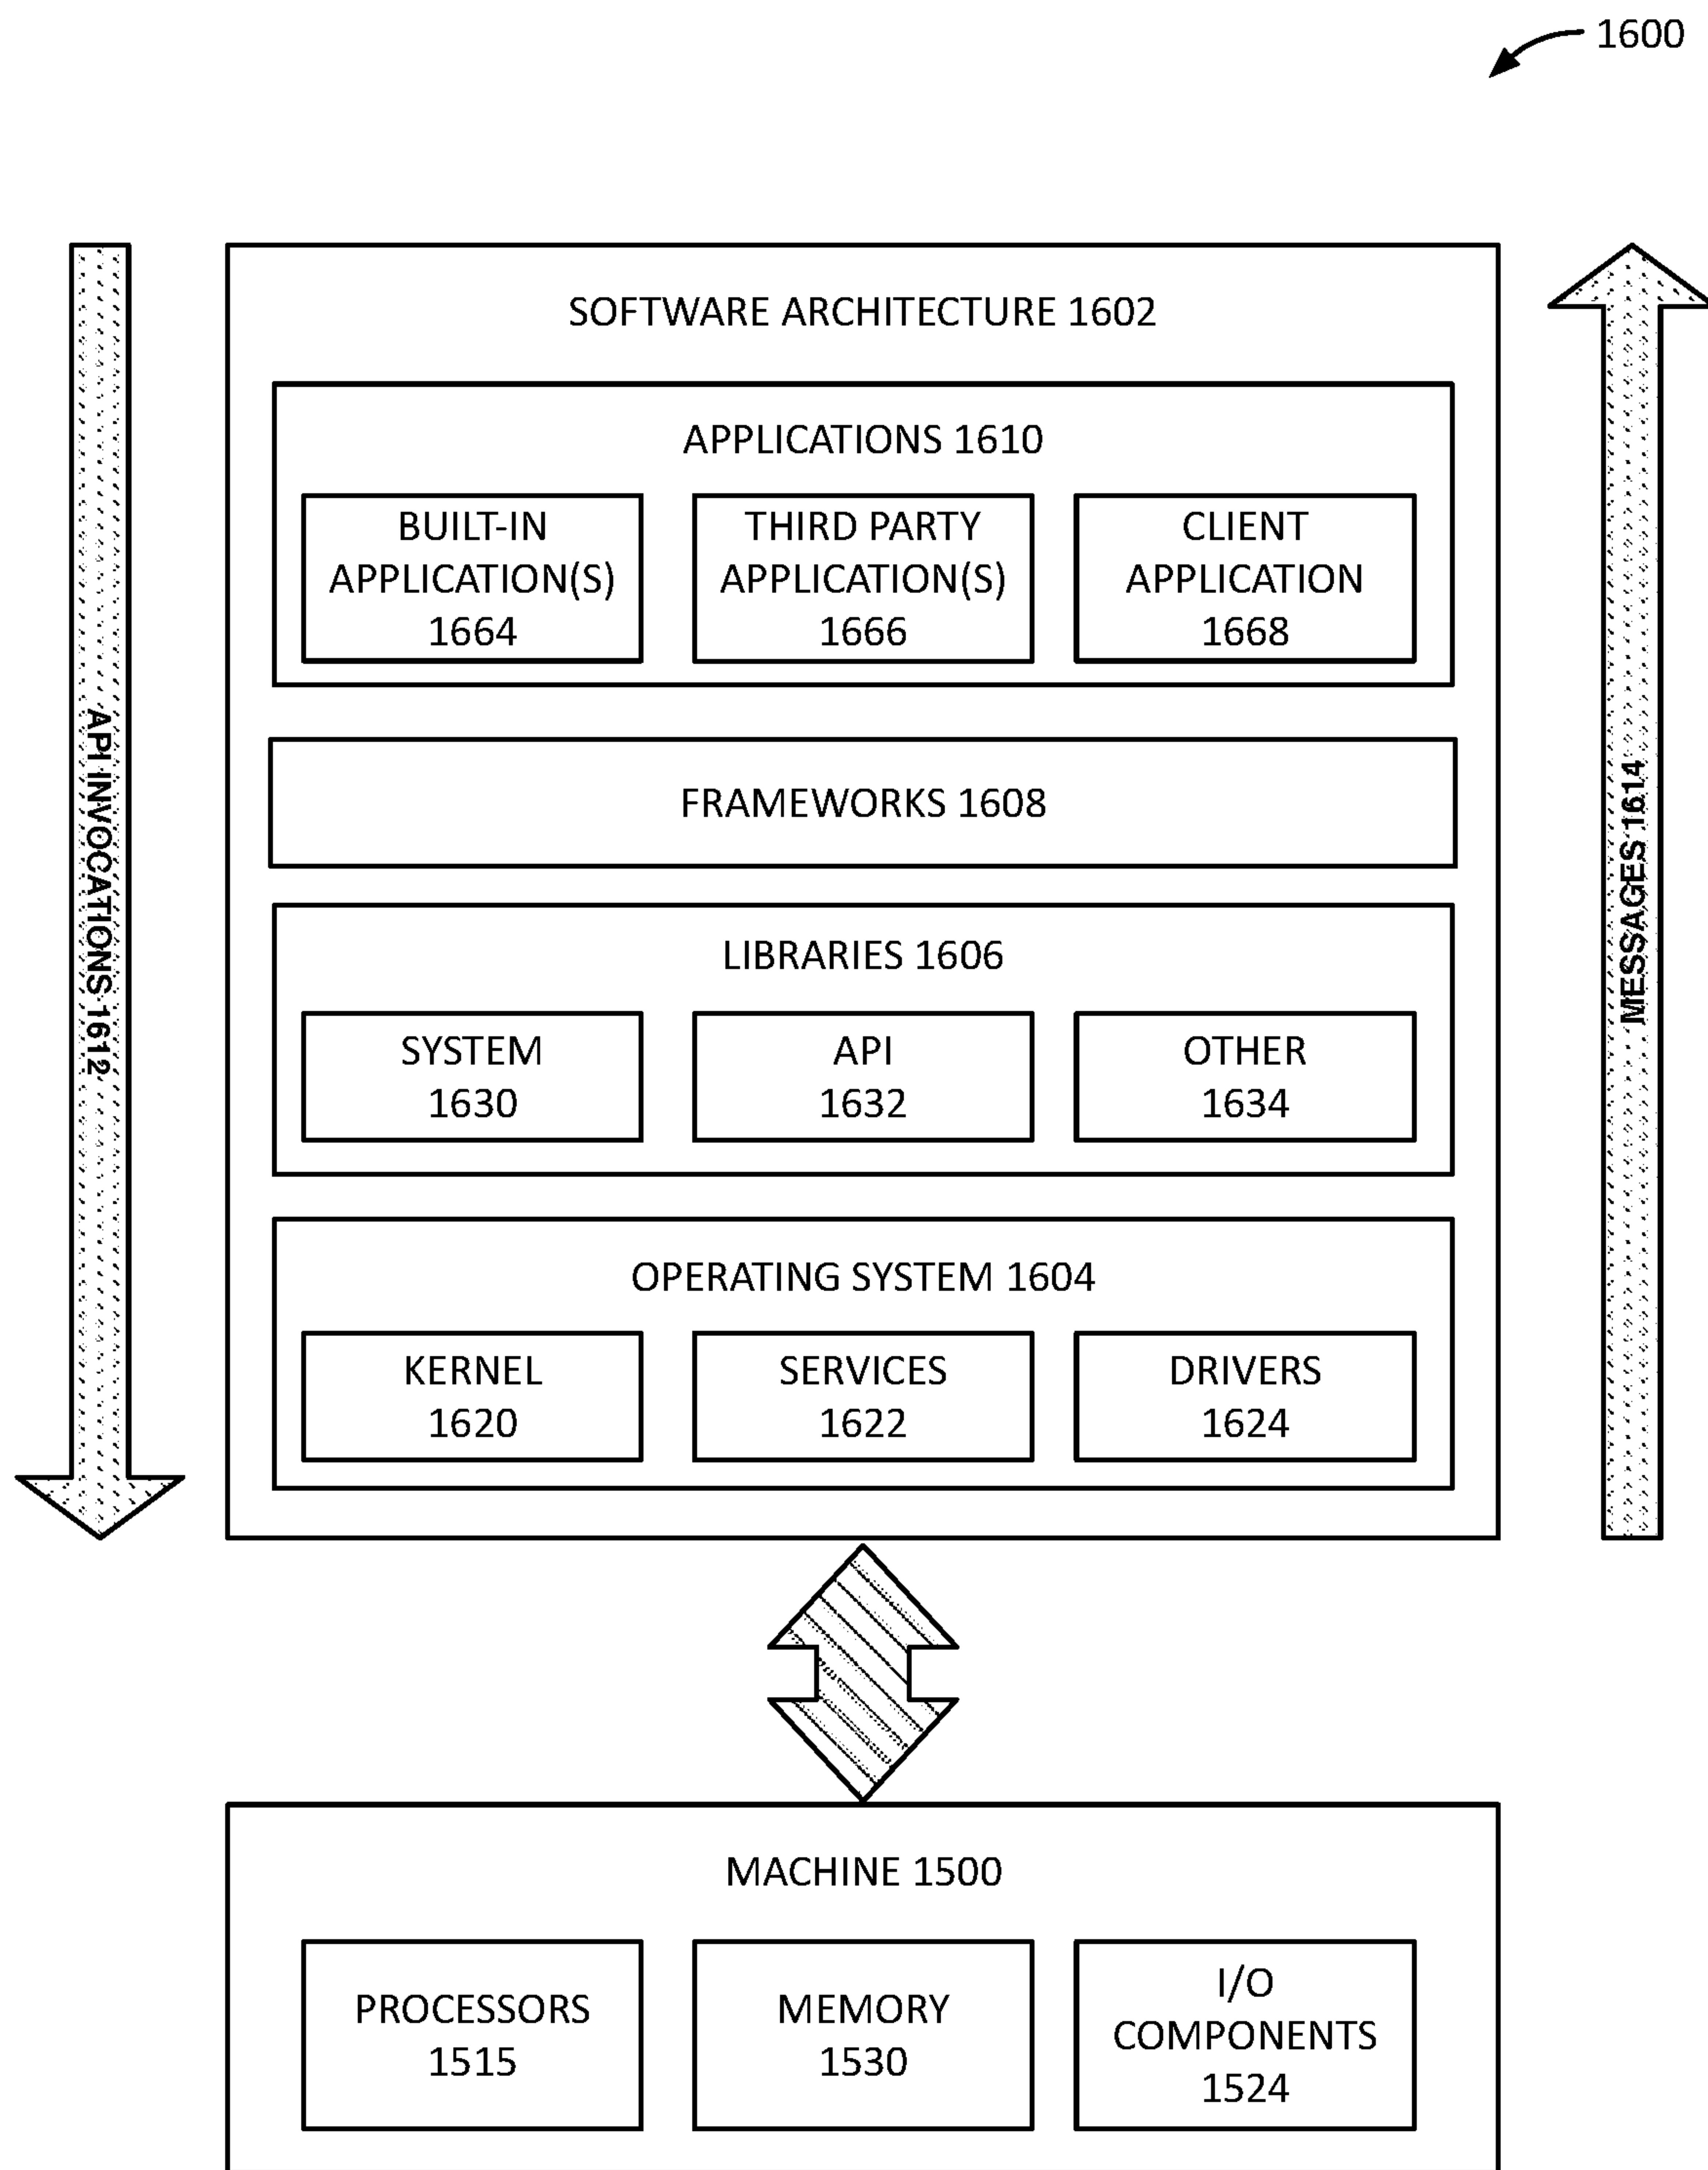 1600
SOFTWARE ARCHITECTURE 1602
APPLICATIONS 1610
BUILT-IN
APPLICATION(S)
1664
THIRD PARTY
APPLICATION(S)
1666
CLIENT
APPLICATION
1668
API INVOCATIONS 1612
FRAMEWORKS 1608
MESSAGES 1614
LIBRARIES 1606
SYSTEM
1630
API
1632
OTHER
1634
OPERATING SYSTEM 1604
KERNEL
1620
SERVICES
1622
DRIVERS
1624
MACHINE 1500
PROCESSORS
1515
MEMORY
1530
I/O
COMPONENTS
1524